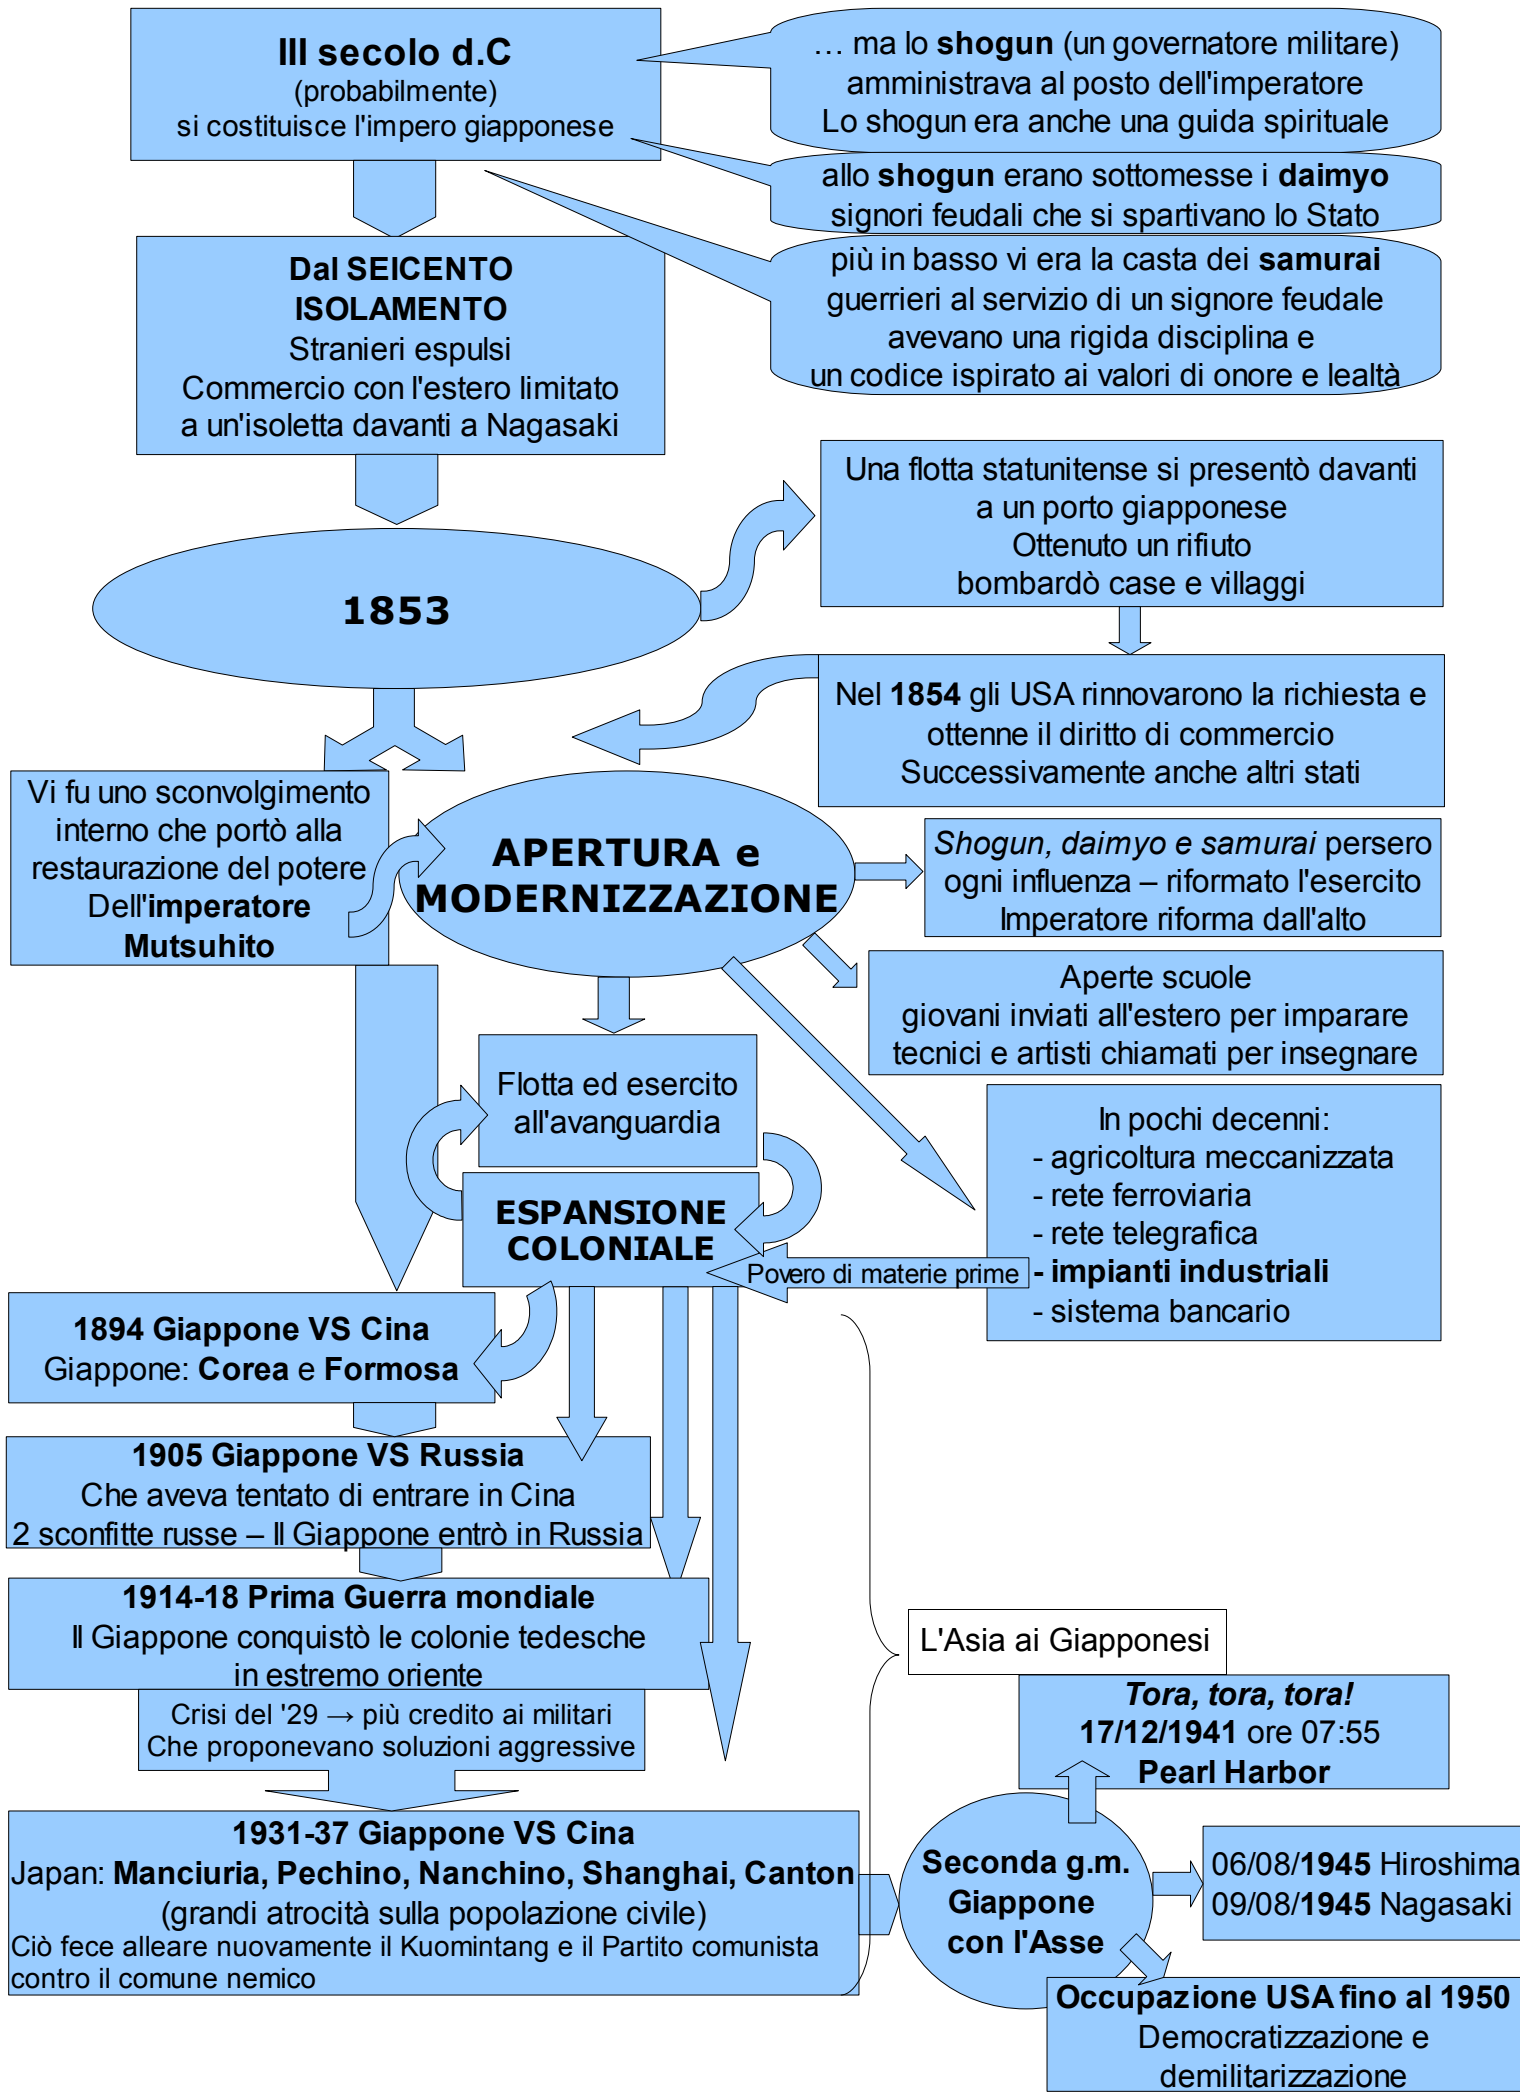 III secolo d.C
(probabilmente)
si costituisce l'impero giapponese
… ma lo shogun (un governatore militare)
amministrava al posto dell'imperatore
Lo shogun era anche una guida spirituale
allo shogun erano sottomesse i daimyo
signori feudali che si spartivano lo Stato
più in basso vi era la casta dei samurai
guerrieri al servizio di un signore feudale
avevano una rigida disciplina e
un codice ispirato ai valori di onore e lealtà
Dal SEICENTO
ISOLAMENTO
Stranieri espulsi
Commercio con l'estero limitato
a un'isoletta davanti a Nagasaki
1853
Una flotta statunitense si presentò davanti
a un porto giapponese
Ottenuto un rifiuto
bombardò case e villaggi
Nel 1854 gli USA rinnovarono la richiesta e
ottenne il diritto di commercio
Successivamente anche altri stati
Vi fu uno sconvolgimento
interno che portò alla
restaurazione del potere
Dell'imperatore
Mutsuhito
APERTURA e
MODERNIZZAZIONE
Shogun, daimyo e samurai persero
ogni influenza – riformato l'esercito
Imperatore riforma dall'alto
Aperte scuole
giovani inviati all'estero per imparare
tecnici e artisti chiamati per insegnare
Flotta ed esercito
all'avanguardia
In pochi decenni:
- agricoltura meccanizzata
- rete ferroviaria
- rete telegrafica
- impianti industriali
- sistema bancario
ESPANSIONE
COLONIALE
Povero di materie prime
1894 Giappone VS Cina
Giappone: Corea e Formosa
1905 Giappone VS Russia
Che aveva tentato di entrare in Cina
2 sconfitte russe – Il Giappone entrò in Russia
1914-18 Prima Guerra mondiale
Il Giappone conquistò le colonie tedesche
in estremo oriente
Crisi del '29 → più credito ai militari
Che proponevano soluzioni aggressive
1931-37 Giappone VS Cina
Japan: Manciuria, Pechino, Nanchino, Shanghai, Canton
(grandi atrocità sulla popolazione civile)
Ciò fece alleare nuovamente il Kuomintang e il Partito comunista
contro il comune nemico
L'Asia ai Giapponesi
Tora, tora, tora!
17/12/1941 ore 07:55
Pearl Harbor
Seconda g.m.
Giappone
con l'Asse
06/08/1945 Hiroshima
09/08/1945 Nagasaki
Occupazione USA fino al 1950
Democratizzazione e
demilitarizzazione